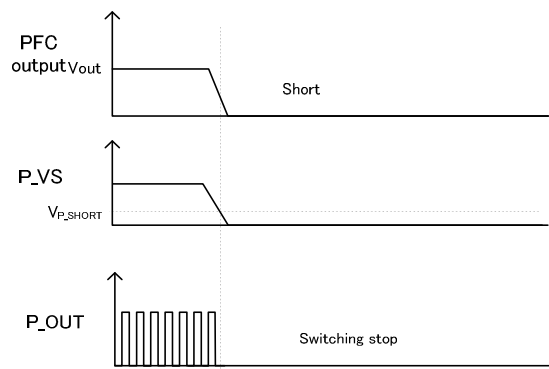 PFC
output Vout
Short
P_VS
VP_SHORT
P_OUT
Switching stop